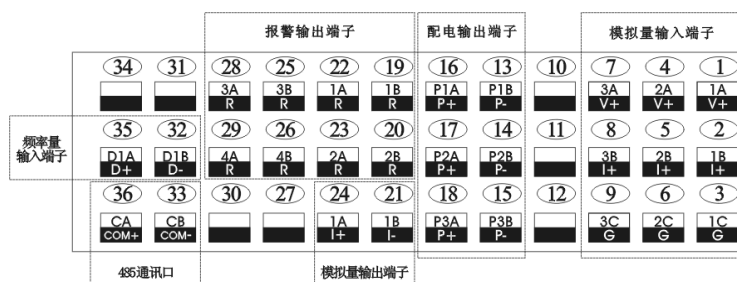 报警输出端子 配电输出端子 模拟量输入端子
34 31 28 25 22 19 16 13 10 7 4 1
3A 3B 1A 1B P1A P1B 3A 2A 1A
R R R R P+ P- V+ V+ V+
频率量
输入端子
35 32 29 26 23 20 17 14 11 8 5 2
D1A D1B 4A 4B 2A 2B P2A P2B 3B 2B 1B
D+ D- R R R R P+ P- I+ I+ I+
36 33 30 27 24 21 18 15 12 9 6 3
CA CB 1A 1B P3A P3B 3C 2C 1C
COM+ COM- I+ I- P+ P- G G G
485通讯口 模拟量输出端子